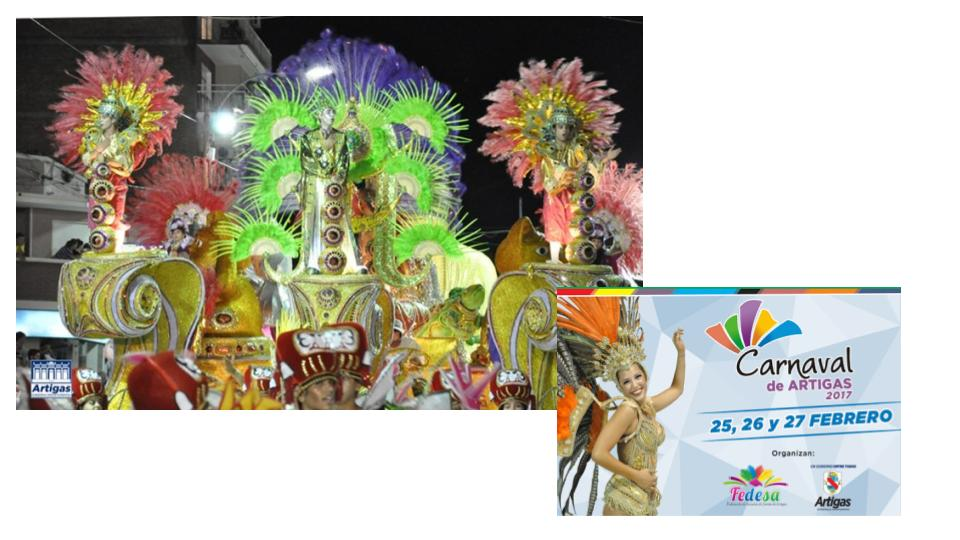 Artigas
Carnaval
de ARTIGAS
2017
25, 26 y 27 FEBRERO
Organizan:
Fedesa
Artigas